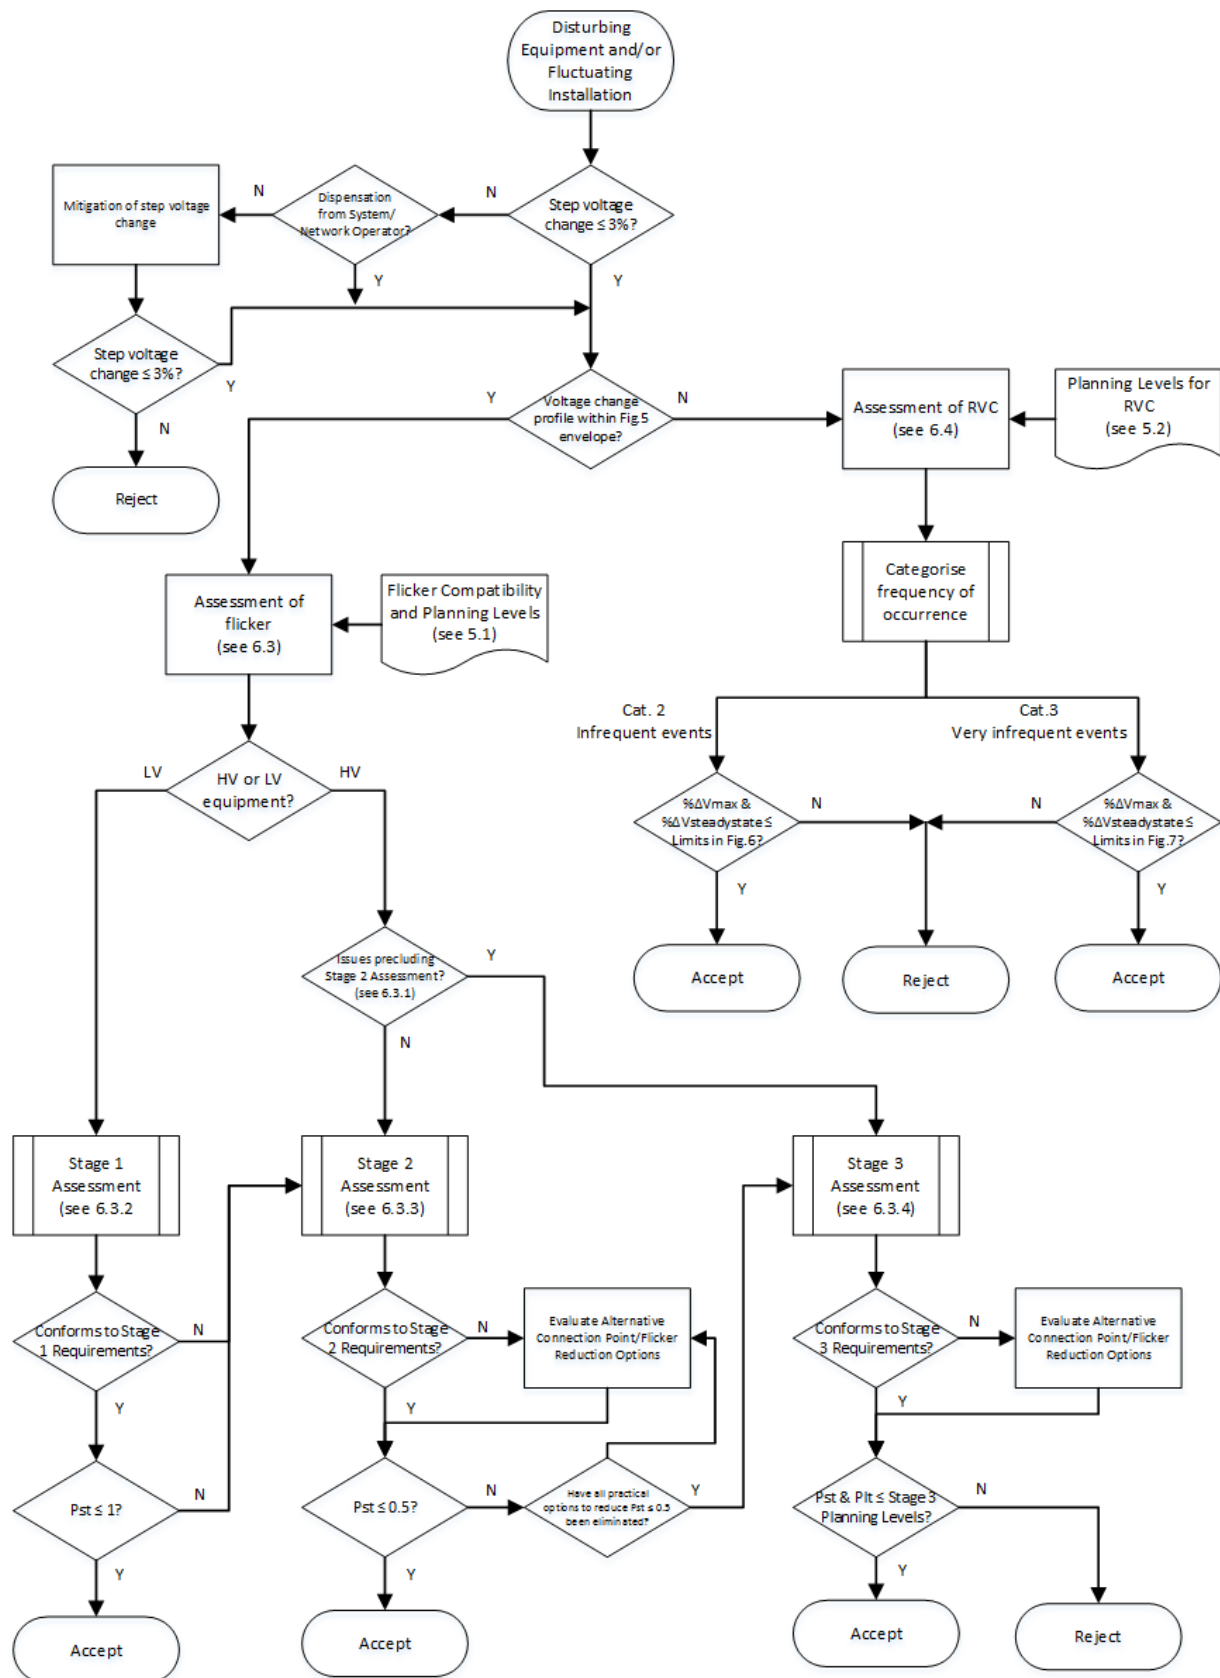 Disturbing
Equipment and/or
Fluctuating
Installation
Mitigation of step voltage
change
N
Dispensation
from System/
Network Operator?
N
Step voltage
change ≤ 3%?
Y
Y
Step voltage
change ≤ 3%?
Y
N
Reject
Y
Voltage change
profile within Fig.5
envelope?
N
Assessment of RVC
(see 6.4)
Planning Levels for
RVC
(see 5.2)
Assessment of
flicker
(see 6.3)
Flicker Compatibility
and Planning Levels
(see 5.1)
Categorise
frequency of
occurrence
Cat. 2
Infrequent events
Cat.3
Very infrequent events
LV
HV or LV
equipment?
HV
%ΔVmax &
%ΔVsteadystate ≤
Limits in Fig.6?
N
N
%ΔVmax &
%ΔVsteadystate ≤
Limits in Fig.7?
Y
Y
Accept
Reject
Accept
Issues precluding
Stage 2 Assessment?
(see 6.3.1)
Y
N
Stage 1
Assessment
(see 6.3.2
Stage 2
Assessment
(see 6.3.3)
Stage 3
Assessment
(see 6.3.4)
Conforms to Stage
1 Requirements?
N
Conforms to Stage
2 Requirements?
N
Evaluate Alternative
Connection Point/Flicker
Reduction Options
Conforms to Stage
3 Requirements?
N
Evaluate Alternative
Connection Point/Flicker
Reduction Options
Y
Y
Y
Pst ≤ 1?
N
Pst ≤ 0.5?
N
Have all practical
options to reduce Pst ≤ 0.5
been eliminated?
Y
Pst & Plt ≤ Stage 3
Planning Levels?
N
Y
Y
Y
Accept
Accept
Accept
Reject